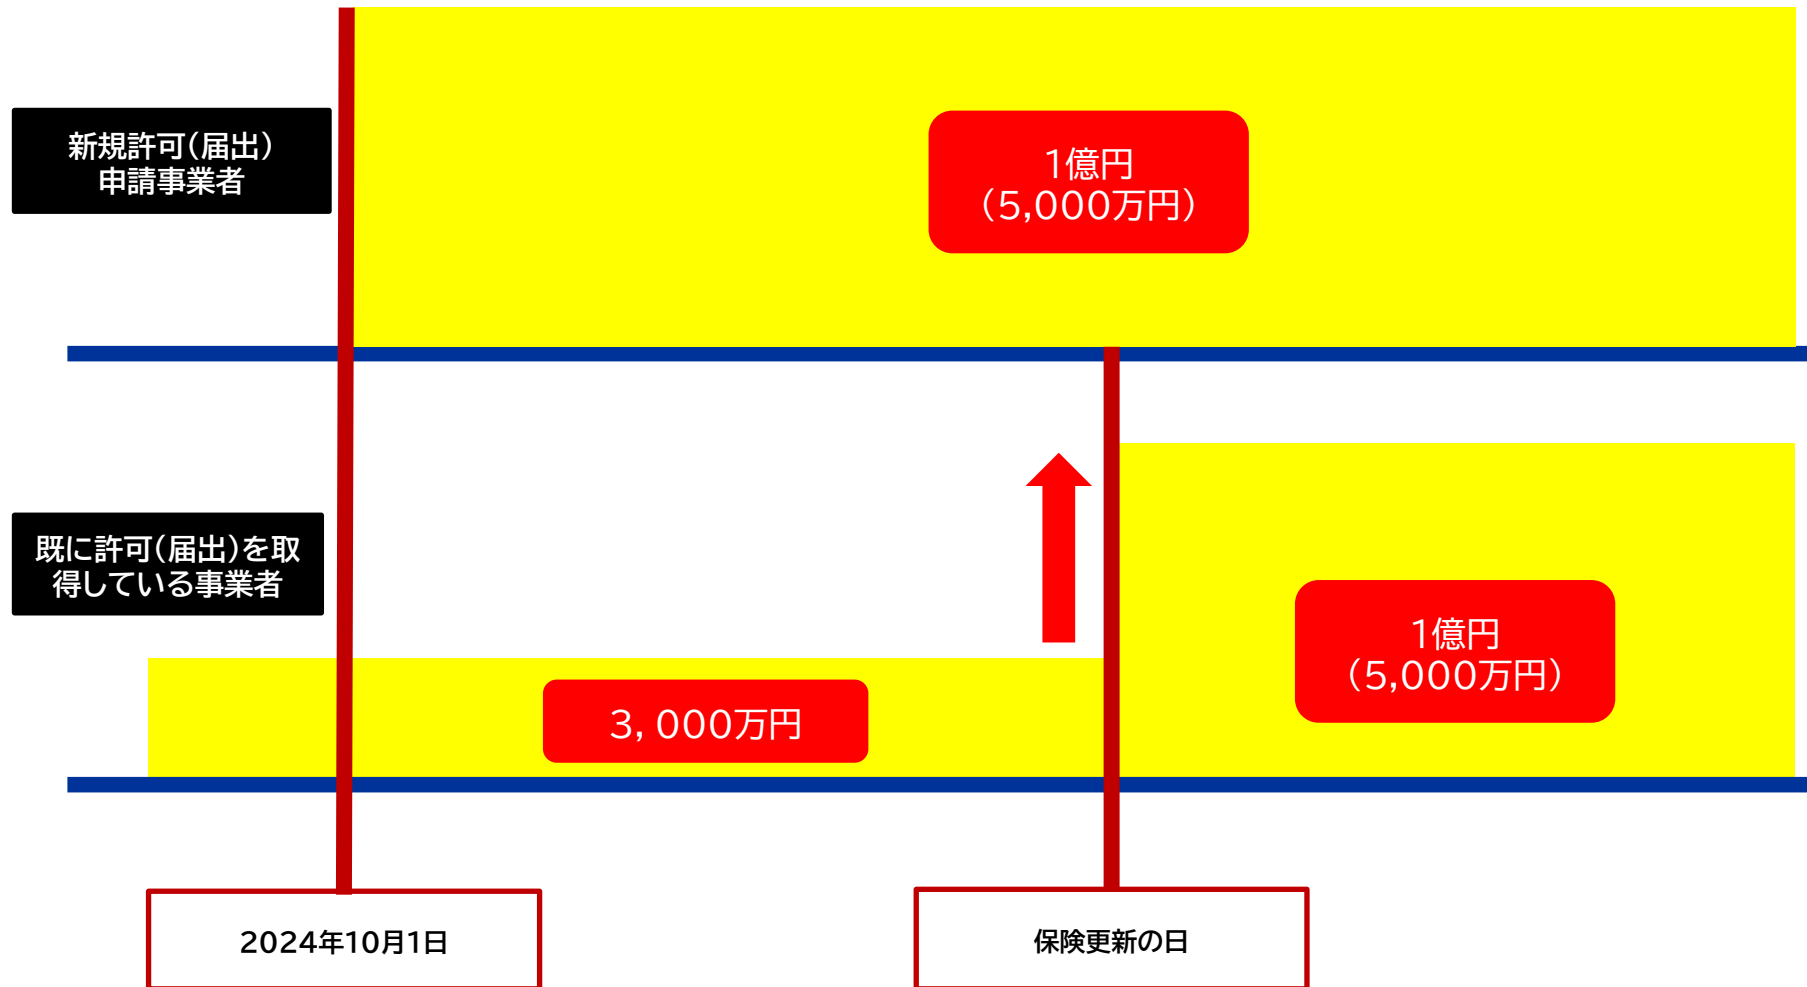 新規許可（届出）
申請事業者
１億円
（５，０００万円）
既に許可（届出）を取
得している事業者
１億円
（５，０００万円）
３，０００万円
2024年10月1日
保険更新の日